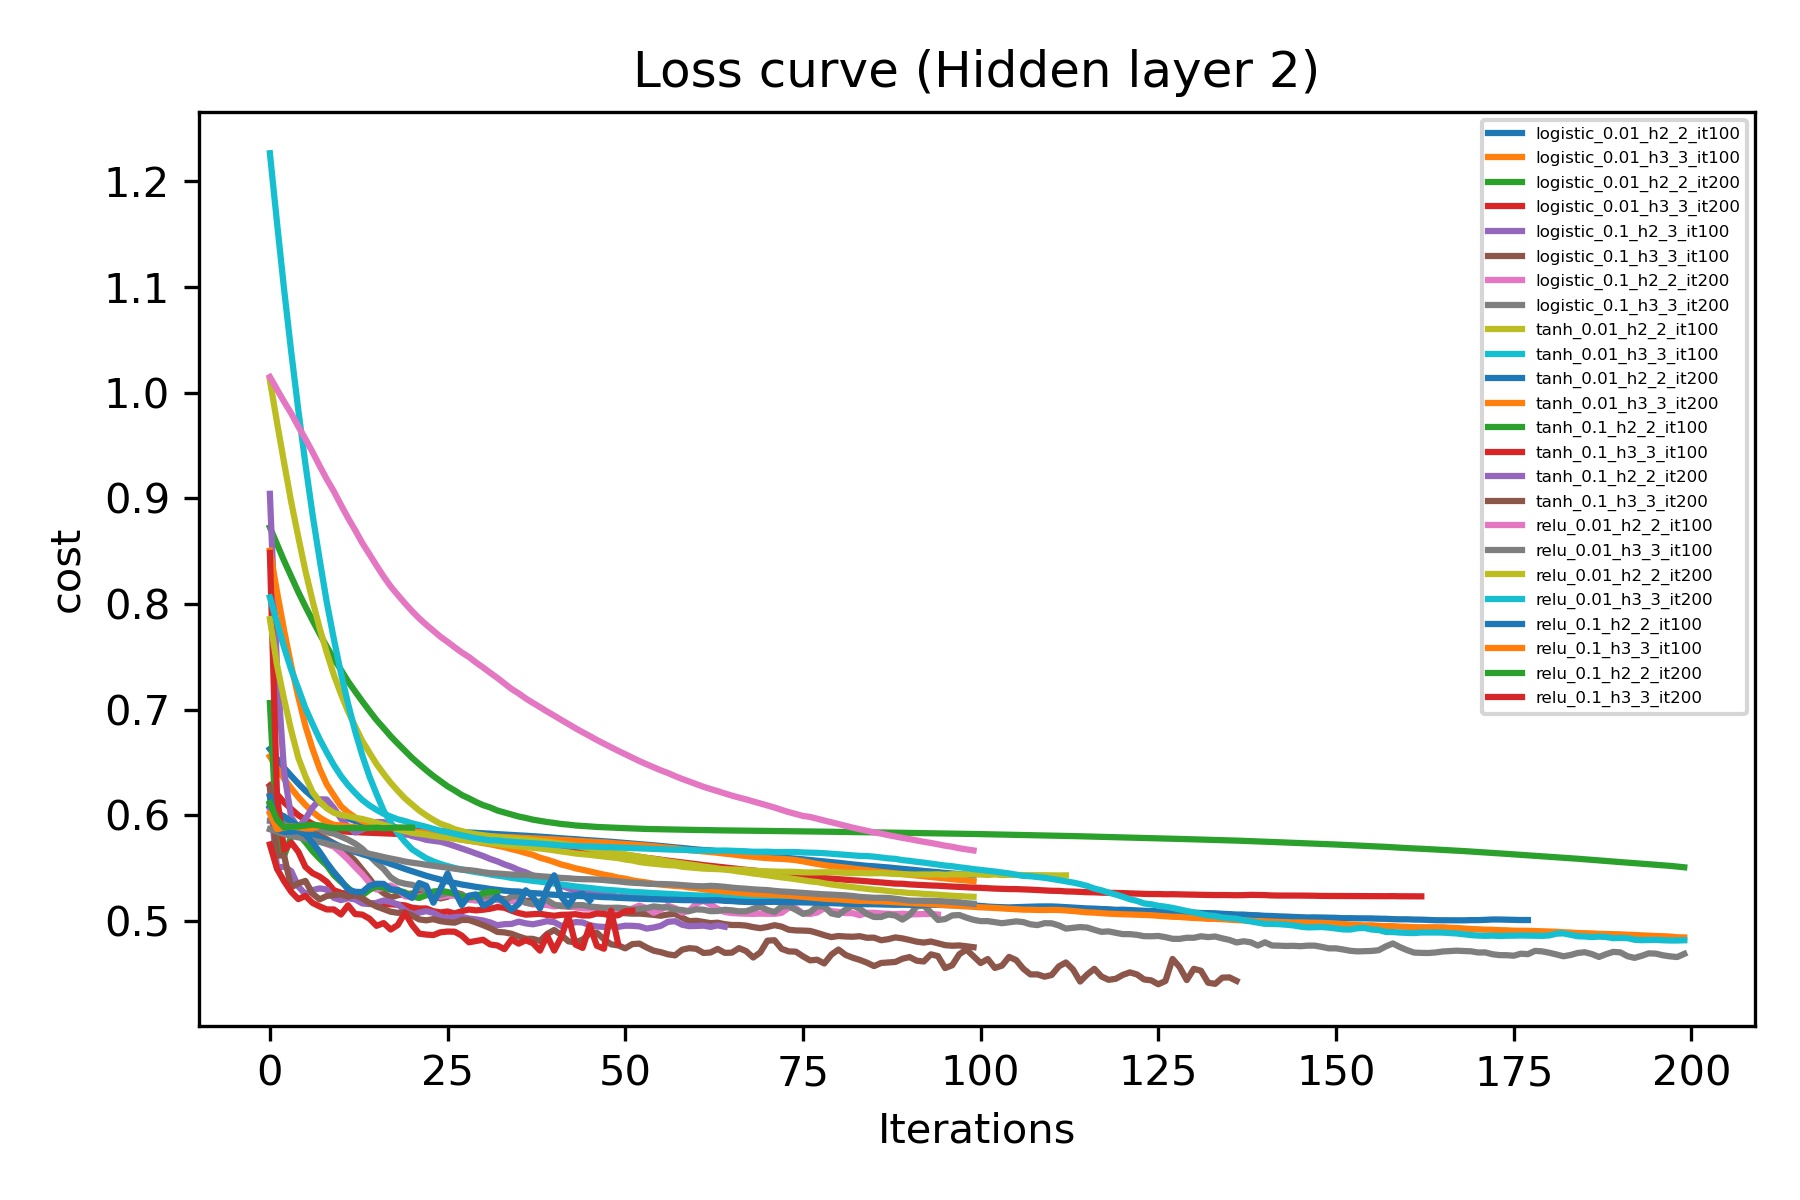 Loss curve (Hidden layer 2)
logistic_0.01_h2_2_it100
logistic_0.01_h3_3_it100
logistic_0.01_h2_2_it200
logistic_0.01_h3_3_it200
logistic_0.1_h2_3_it100
logistic_0.1_h3_3_it100
logistic_0.1_h2_2_it200
logistic_0.1_h3_3_it200
tanh_0.01_h2_2_it100
tanh_0.01_h3_3_it100
tanh_0.01_h2_2_it200
tanh_0.01_h3_3_it200
tanh_0.1_h2_2_it100
tanh_0.1_h3_3_it100
tanh_0.1_h2_2_it200
tanh_0.1_h3_3_it200
relu_0.01_h2_2_it100
relu_0.01_h3_3_it100
relu_0.01_h2_2_it200
relu_0.01_h3_3_it200
relu_0.1_h2_2_it100
relu_0.1_h3_3_it100
relu_0.1_h2_2_it200
relu_0.1_h3_3_it200
cost
1.2
1.1
1.0
0.9
0.8
0.7
0.6
0.5
0 25 50 75 100 125 150 175 200
Iterations